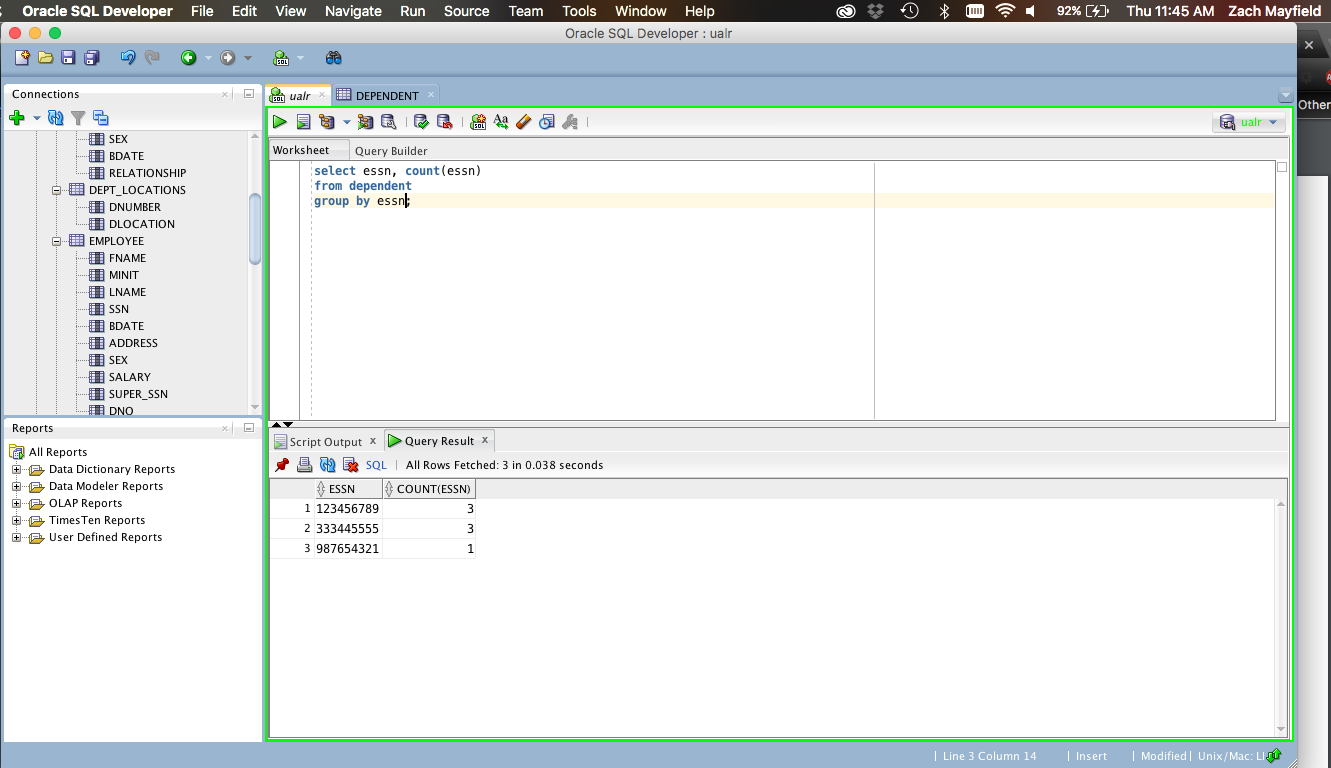 Oracle SQL Developer File Edit View Navigate Run Source Team Tools Window Help 92% Thu 11:45 AM Zach Mayfield
Oracle SQL Developer : ualr
Connections
SEX
BDATE
RELATIONSHIP
DEPT_LOCATIONS
DNUMBER
DLOCATION
EMPLOYEE
FNAME
MINIT
LNAME
SSN
BDATE
ADDRESS
SEX
SALARY
SUPER_SSN
DNO
Reports
All Reports
Data Dictionary Reports
Data Modeler Reports
OLAP Reports
TimesTen Reports
User Defined Reports
ualr DEPENDENT
ualr
Worksheet Query Builder
select essn, count(essn)
from dependent
group by essn;
Script Output x Query Result x
SQL | All Rows Fetched: 3 in 0.038 seconds
ESSN COUNT(ESSN)
1 123456789 3
2 333445555 3
3 987654321 1
| Line 3 Column 14 | Insert | Modified | Unix/Mac: LF
Other